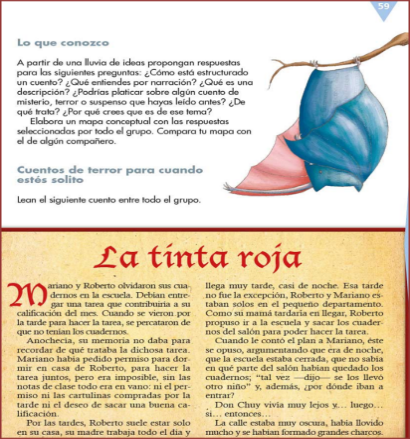 59
Lo que conozco
A partir de una lluvia de ideas propongan respuestas
para las siguientes preguntas: ¿Cómo está estructurado
un cuento? ¿Qué entiendes por narración? ¿Qué es una
descripción? ¿Podrías platicar sobre algún cuento de
misterio, terror o suspenso que hayas leído antes? ¿De
qué trata? ¿Por qué crees que es de ese tema?
Elabora un mapa conceptual con las respuestas
seleccionadas por todo el grupo. Compara tu mapa con
el de algún compañero.
Cuentos de terror para cuando
estés solito
Lean el siguiente cuento entre todo el grupo.
La tinta roja
Mariano y Roberto olvidaron sus cua-
dernos en la escuela. Debían entre-
gar una tarea que contribuiría a su
calificación del mes. Cuando se vieron por
la tarde para hacer la tarea, se percataron de
que no tenían los cuadernos.
Anochecía, su memoria no daba para
recordar de qué trataba la dichosa tarea.
Mariano había pedido permiso para dor-
mir en casa de Roberto, para hacer la
tarea juntos, pero era imposible, sin las
notas de clase todo era en vano: ni el per-
miso ni las cartulinas compradas por la
tarde ni el deseo de sacar una buena ca-
lificación.
Por las tardes, Roberto suele estar solo
en su casa, su madre trabaja todo el día y
llega muy tarde, casi de noche. Esa tarde
no fue la excepción, Roberto y Mariano es-
taban solos en el pequeño departamento.
Como su mamá tardaría en llegar, Roberto
propuso ir a la escuela y sacar los cuader-
nos del salón para poder hacer la tarea.
Cuando le contó el plan a Mariano, éste
se opuso, argumentando que era de noche,
que la escuela estaba cerrada, que no sabía
en qué parte del salón habían quedado los
cuadernos; “tal vez —dijo— se los llevó
otro niño” y, además, ¿por dónde iban a
entrar?
Don Chuy vivía muy lejos y… luego…
si… entonces…
La calle estaba muy oscura, había llovido
mucho y se habían formado grandes charcos.